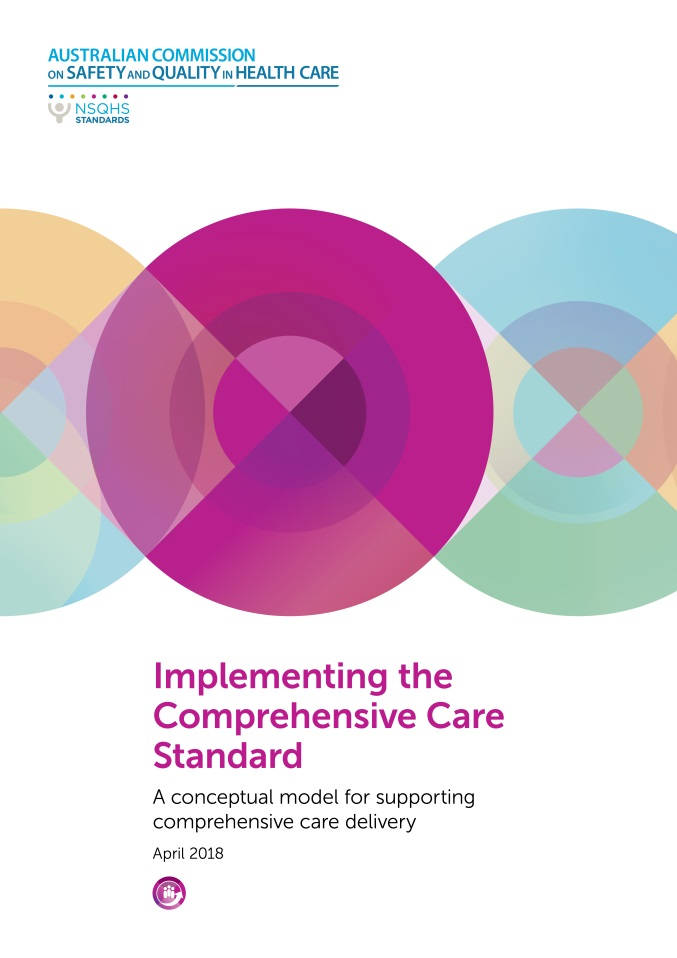 AUSTRALIAN COMMISSION
ON SAFETY AND QUALITY IN HEALTH CARE
NSQHS
STANDARDS
Implementing the
Comprehensive Care
Standard
A conceptual model for supporting
comprehensive care delivery
April 2018